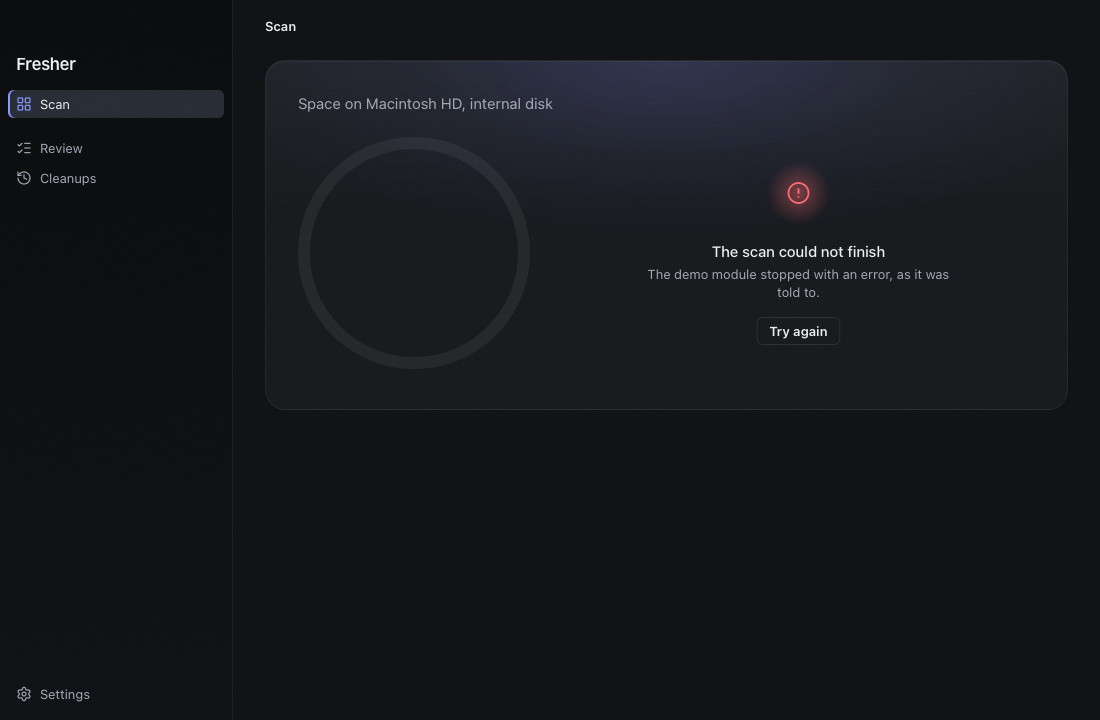 Scan
Fresher
Scan
Space on Macintosh HD, internal disk
Review
Cleanups
The scan could not finish
The demo module stopped with an error, as it was
told to.
Try again
Settings